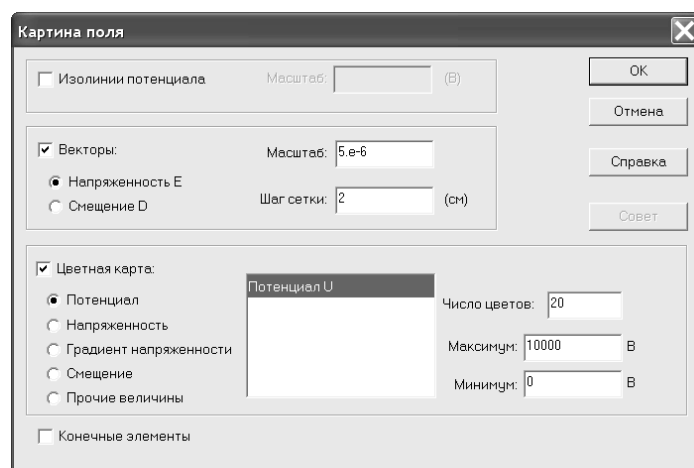 Картина поля
Изолинии потенциала Масштаб: (В) OK
Отмена
Векторы: Масштаб: 5.e-6
Справка
Напряженность E
Шаг сетки: 2 (см)
Смещение D
Совет
Цветная карта:
Потенциал U
Потенциал
Число цветов: 20
Напряженность
Градиент напряженности Максимум: 10000 В
Смещение
Минимум: 0 В
Прочие величины
Конечные элементы